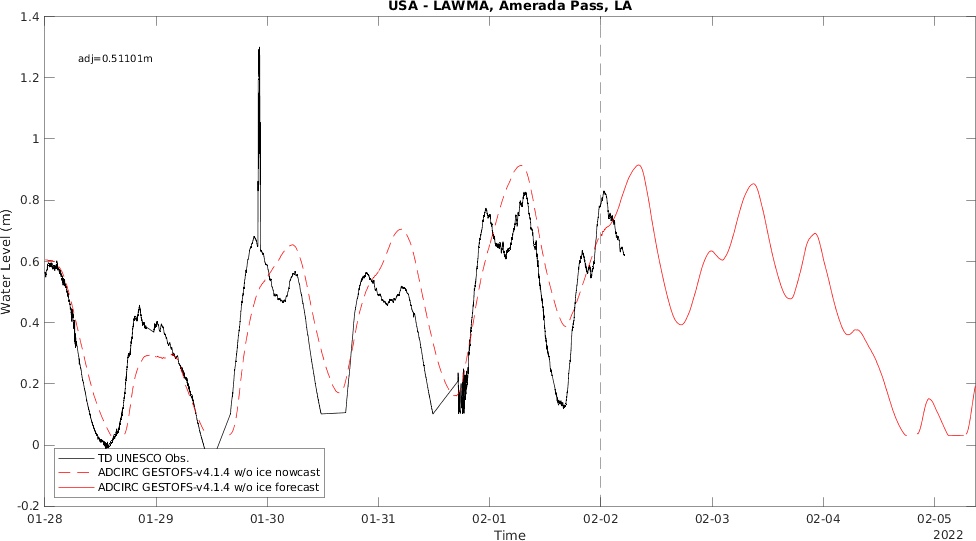 USA - LAWMA, Amerada Pass, LA
1.4
adj=0.51101m
1.2
1
0.8
0.6
0.4
0.2
0
-0.2
Water Level (m)
TD UNESCO Obs.
ADCIRC GESTOFS-v4.1.4 w/o ice nowcast
ADCIRC GESTOFS-v4.1.4 w/o ice forecast
01-28 01-29 01-30 01-31 02-01 02-02 02-03 02-04 02-05
Time
2022